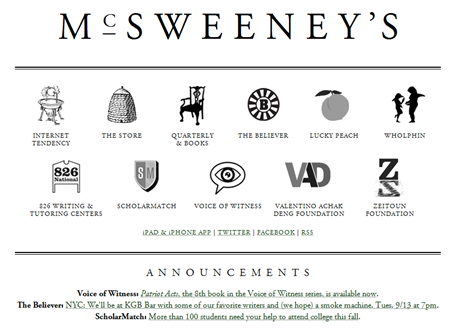 McSWEENEY'S
INTERNET TENDENCY
THE STORE
QUARTERLY & BOOKS
B
THE BELIEVER
LUCKY PEACH
WHOLPHIN
826 National
826 WRITING & TUTORING CENTERS
SM
SCHOLARMATCH
VOICE OF WITNESS
VAD
VALENTINO ACHAK DENG FOUNDATION
Z
ZEITOUN FOUNDATION
iPAD & iPHONE APP | TWITTER | FACEBOOK | RSS
ANNOUNCEMENTS
Voice of Witness: Patriot Acts, the 8th book in the Voice of Witness series, is available now.
The Believer: NYC: We'll be at KGB Bar with some of our favorite writers and (we hope) a smoke machine. Tues, 9/13 at 7pm.
ScholarMatch: More than 100 students need your help to attend college this fall.